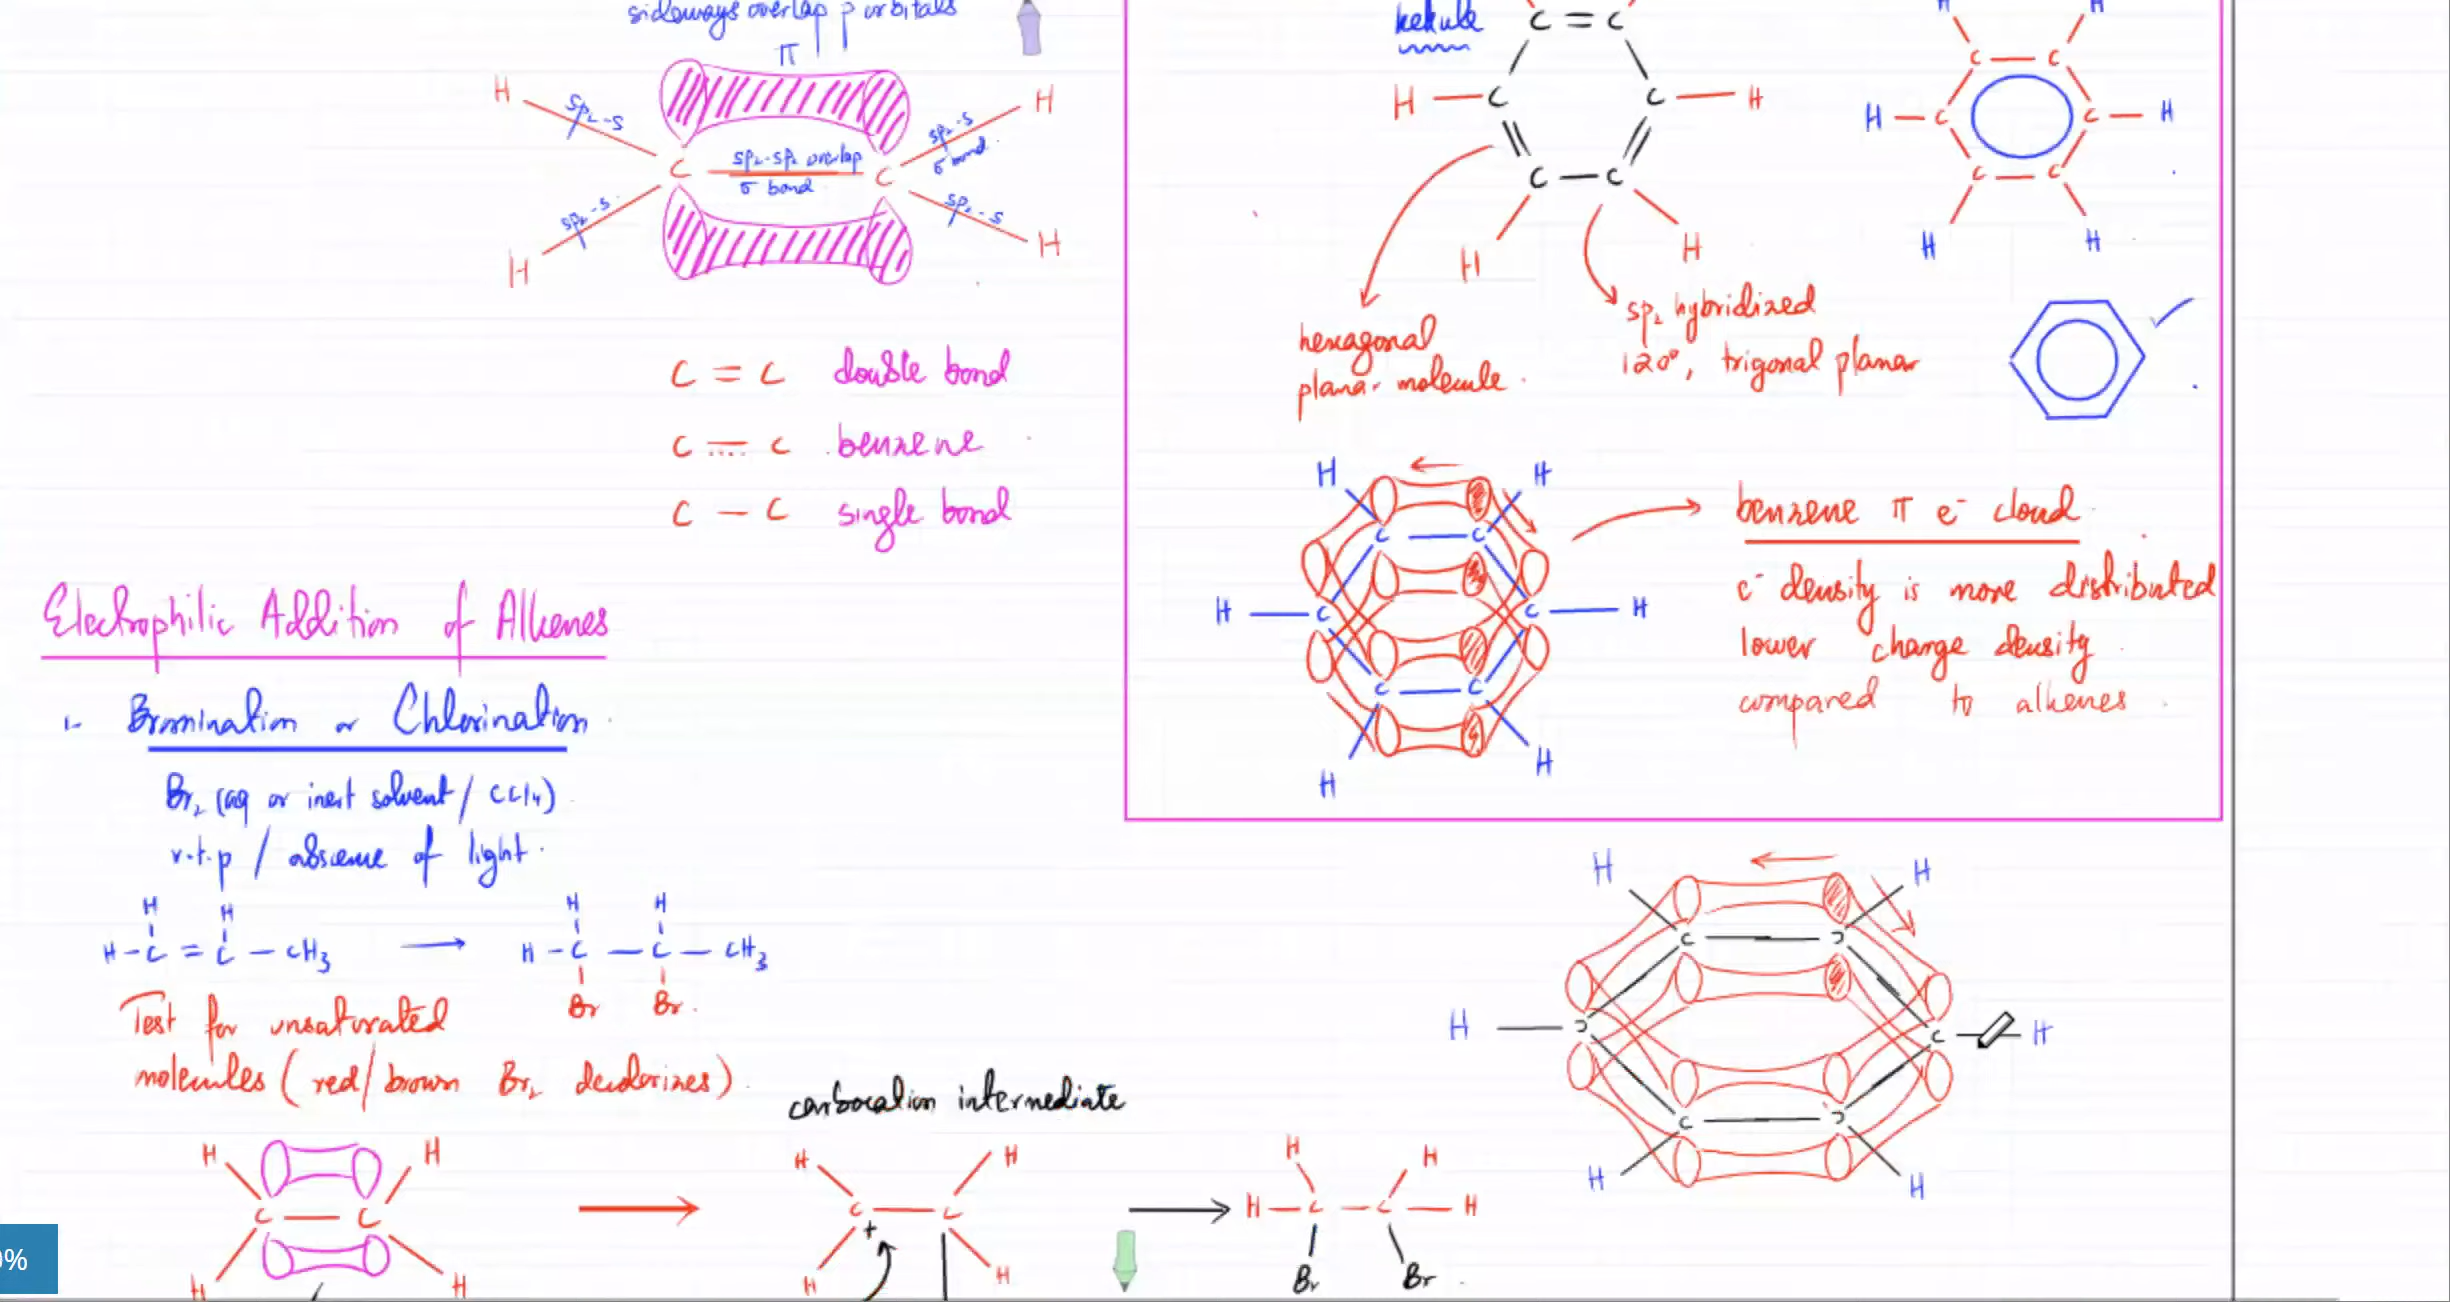 sideways overlap p orbitals
π
H
sp₂-s
H
sp₂-s
σ bond
C
sp₂-sp₂ overlap
σ bond
C
sp₂-s
sp₂-s
H
H
C = C double bond
C = C benzene
C - C single bond
Electrophilic Addition of Alkenes
1- Bromination or Chlorination
Br₂ (aq or inert solvent / CCl₄)
r.t.p / absence of light.
H H
H - C = C - CH₃
H H
H - C - C - CH₃
Br Br
Test for unsaturated
molecules (red/brown Br₂ decolorizes)
carbocation intermediate
H H
C - C
H H
H H
C - C
+
H H
H H
H - C - C - H
Br Br
kekule
C = C
H - C C - H
C - C
H H
H H
C - C
H - C C - H
C - C
H H
hexagonal
planar molecule.
sp₂ hybridized
120°, trigonal planar
H H
C - C
H - C C - H
C - C
H H
benzene π e⁻ cloud
e⁻ density is more distributed
lower charge density
compared to alkenes
H H
C
H C H
C
H H
0%